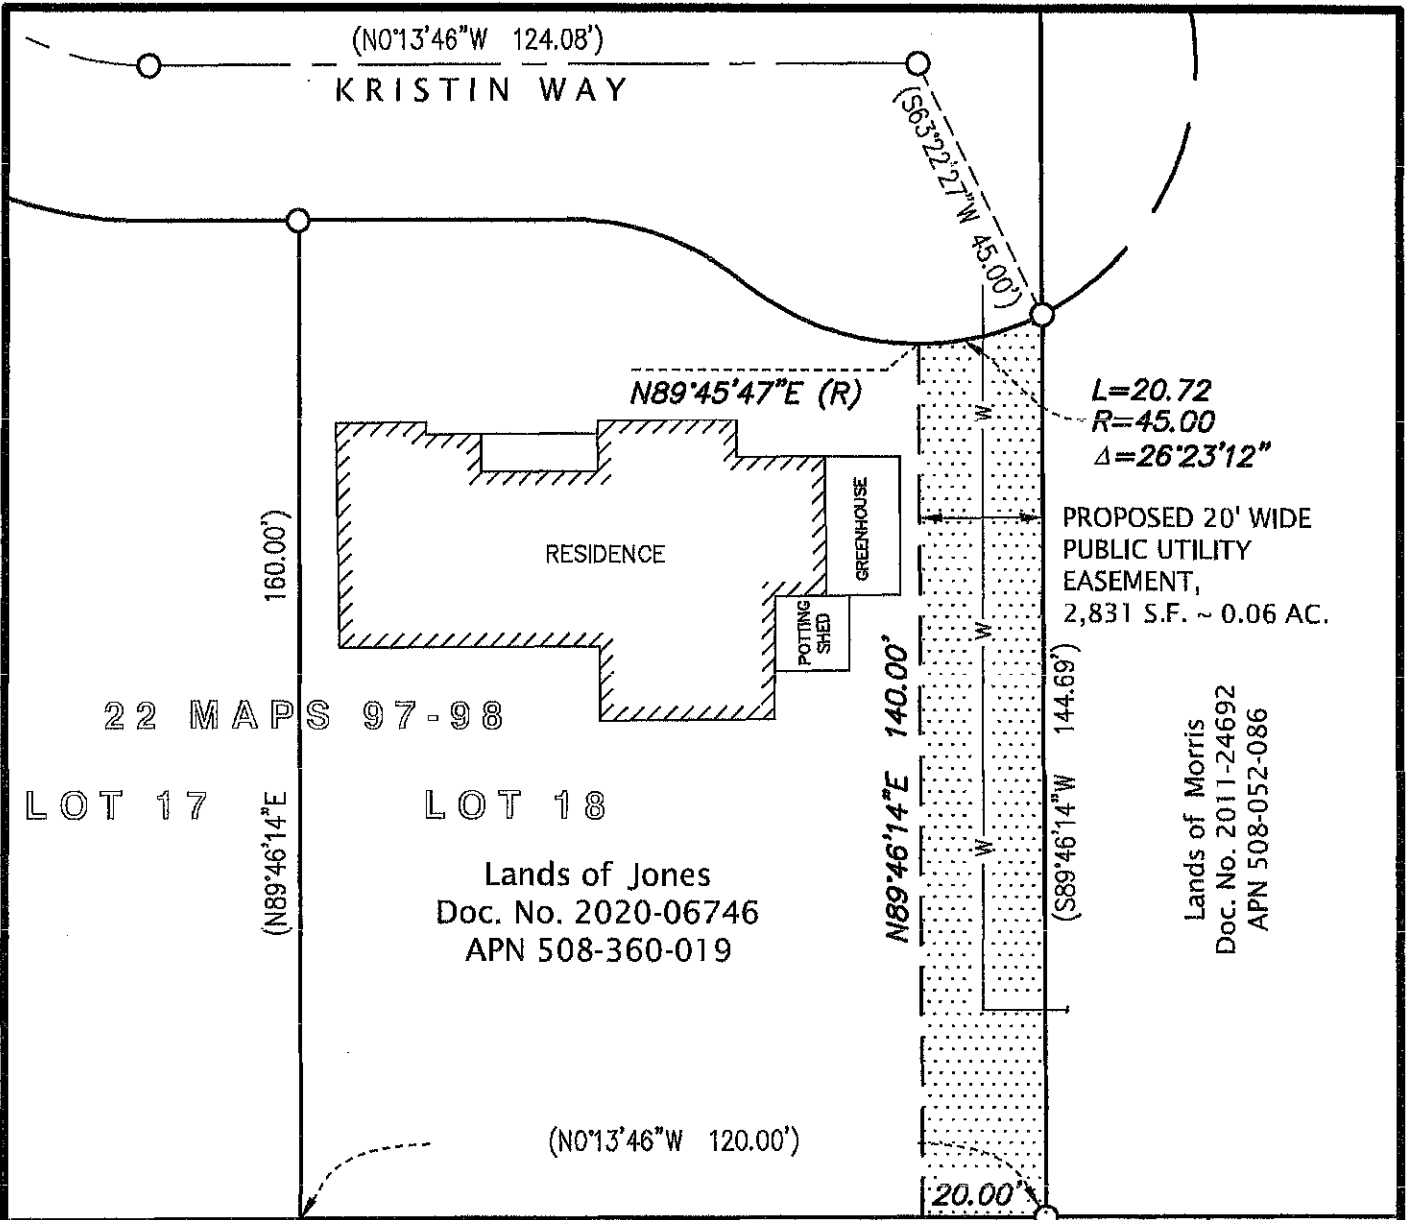 (N0°13'46"W 124.08')
KRISTIN WAY
(S63°22'27"W 45.00')
N89°45'47"E (R)
L=20.72
R=45.00
Δ=26°23'12"
W
GREENHOUSE
PROPOSED 20' WIDE
PUBLIC UTILITY
EASEMENT,
2,831 S.F. ~ 0.06 AC.
RESIDENCE
POTTING
SHED
W
(N89°46'14"E 160.00')
N89°46'14"E 140.00'
(S89°46'14"W 144.69')
22 MAPS 97-98
LOT 17
LOT 18
W
Lands of Jones
Doc. No. 2020-06746
APN 508-360-019
Lands of Morris
Doc. No. 2011-24692
APN 508-052-086
(N0°13'46"W 120.00')
20.00'